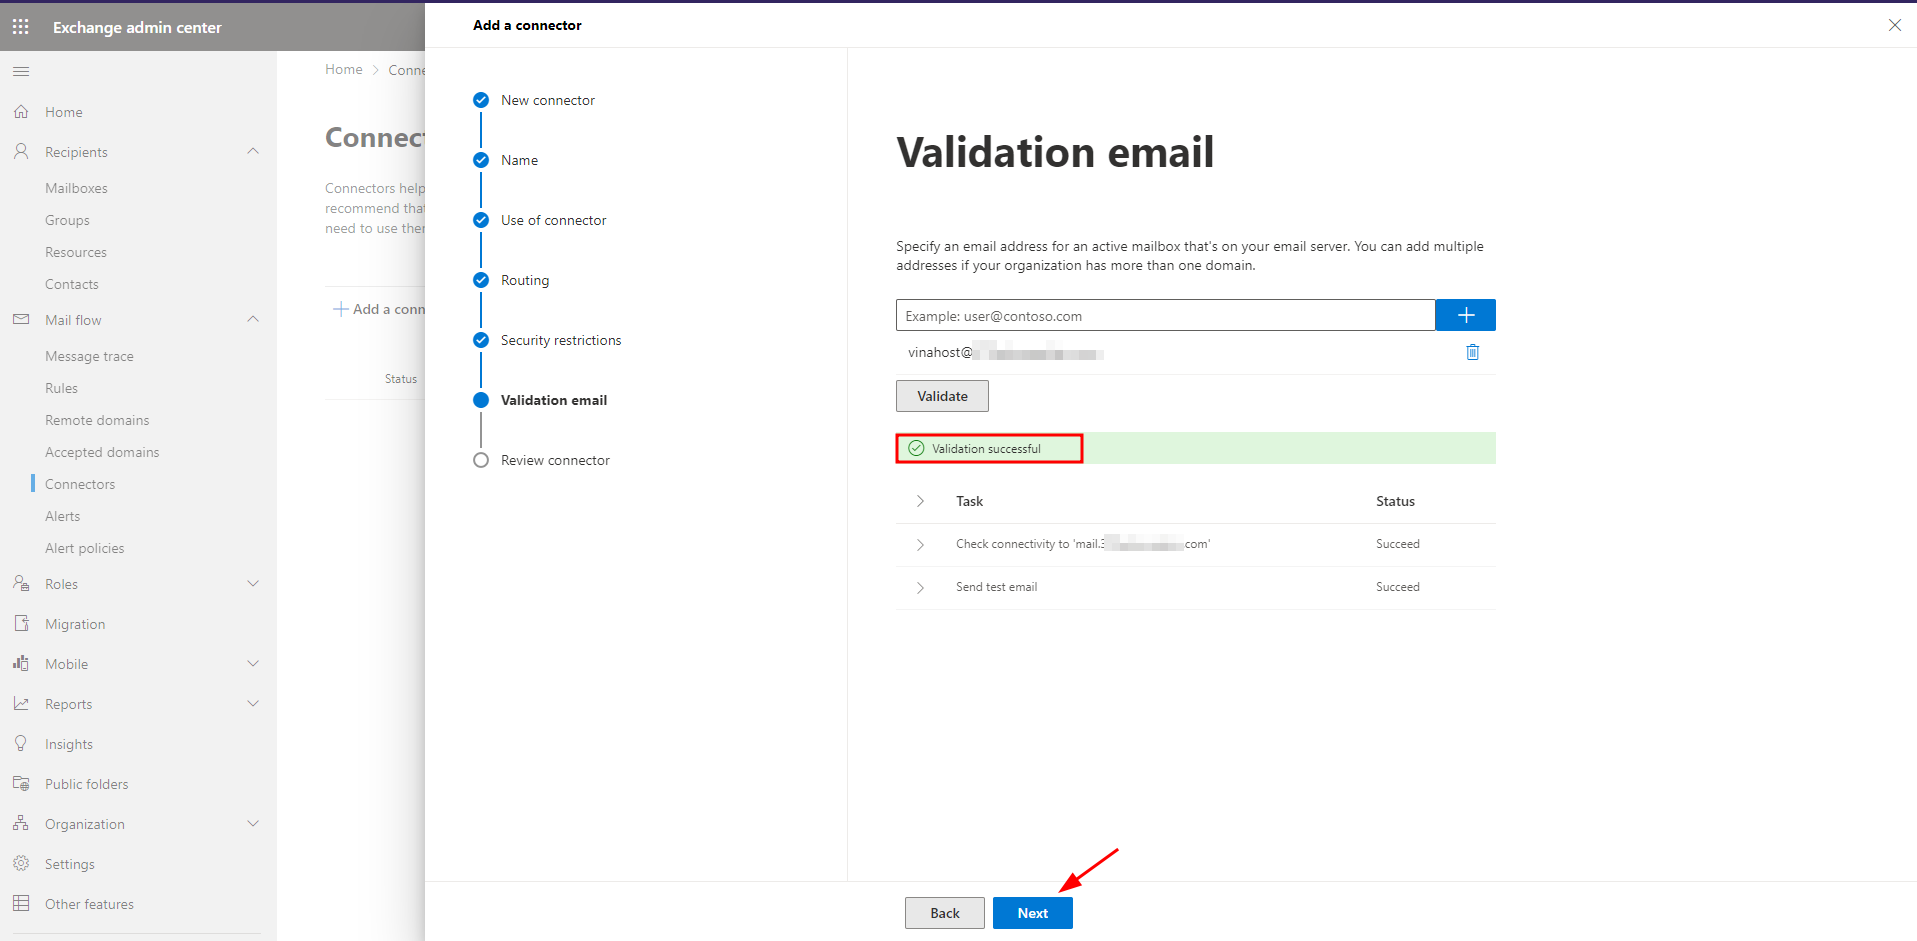 Exchange admin center
Home
Recipients
Mailboxes
Groups
Resources
Contacts
Mail flow
Message trace
Rules
Remote domains
Accepted domains
Connectors
Alerts
Alert policies
Roles
Migration
Mobile
Reports
Insights
Public folders
Organization
Settings
Other features
Home > Conne
Connect
Connectors help
recommend that
need to use ther
Add a conn
Status
Add a connector
New connector
Name
Use of connector
Routing
Security restrictions
Validation email
Review connector
Validation email
Specify an email address for an active mailbox that's on your email server. You can add multiple
addresses if your organization has more than one domain.
Example: user@contoso.com
vinahost@
Validate
Validation successful
Task Status
Check connectivity to 'mail.3 com' Succeed
Send test email Succeed
Back Next